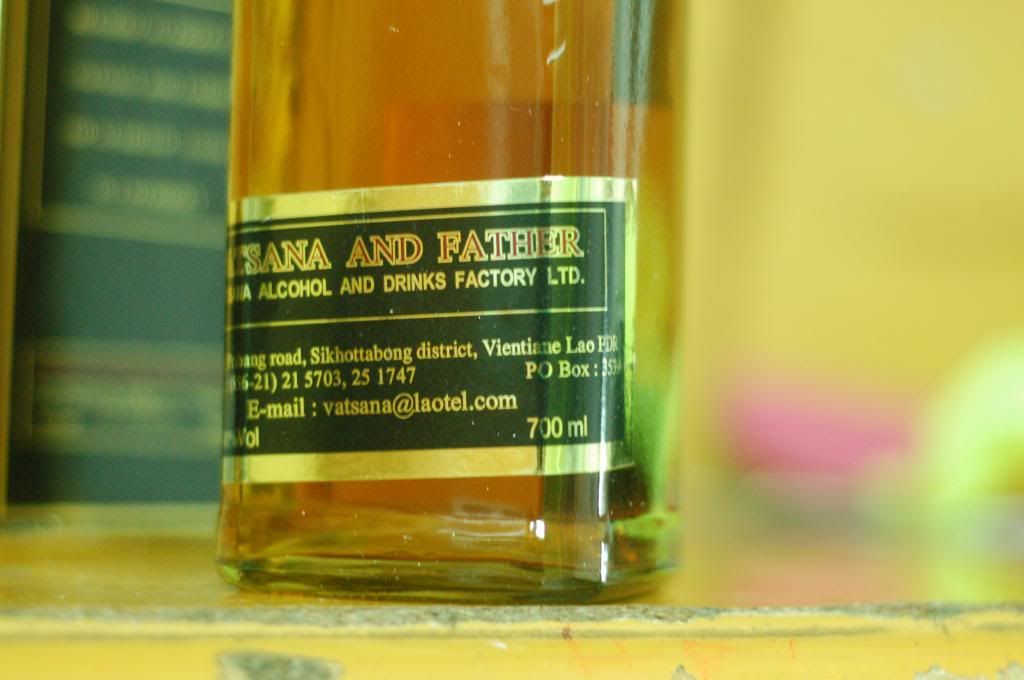 SANA AND FATHER
ALCOHOL AND DRINKS FACTORY LTD.
road, Sikhottabong district, Vientiane Lao PDR
21 5703, 25 1747 PO Box :
E-mail : vatsana@laotel.com
Vol 700 ml